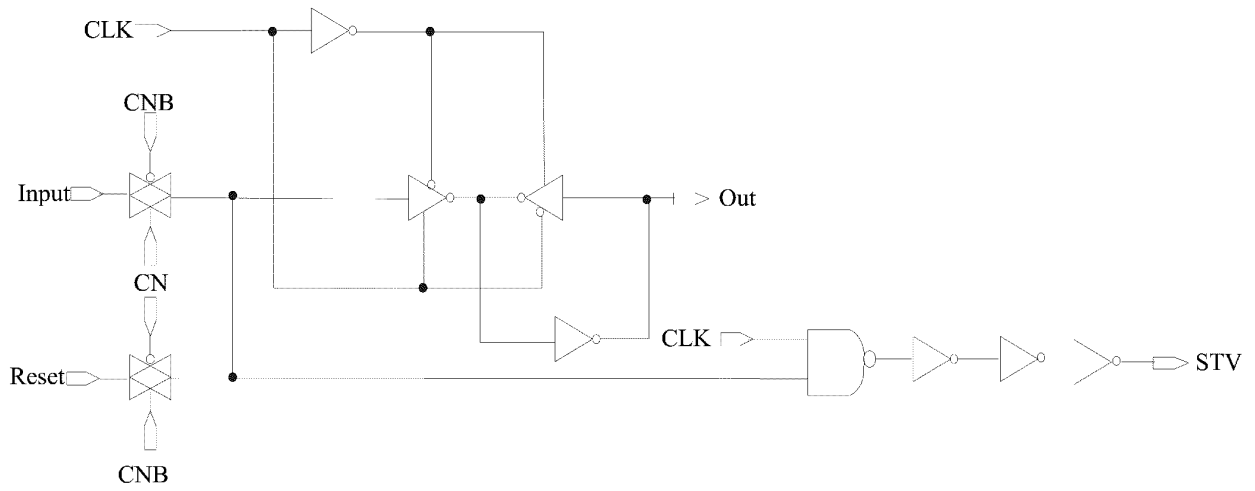 CLK
CNB
Input
Out
CN
CLK
Reset
STV
CNB